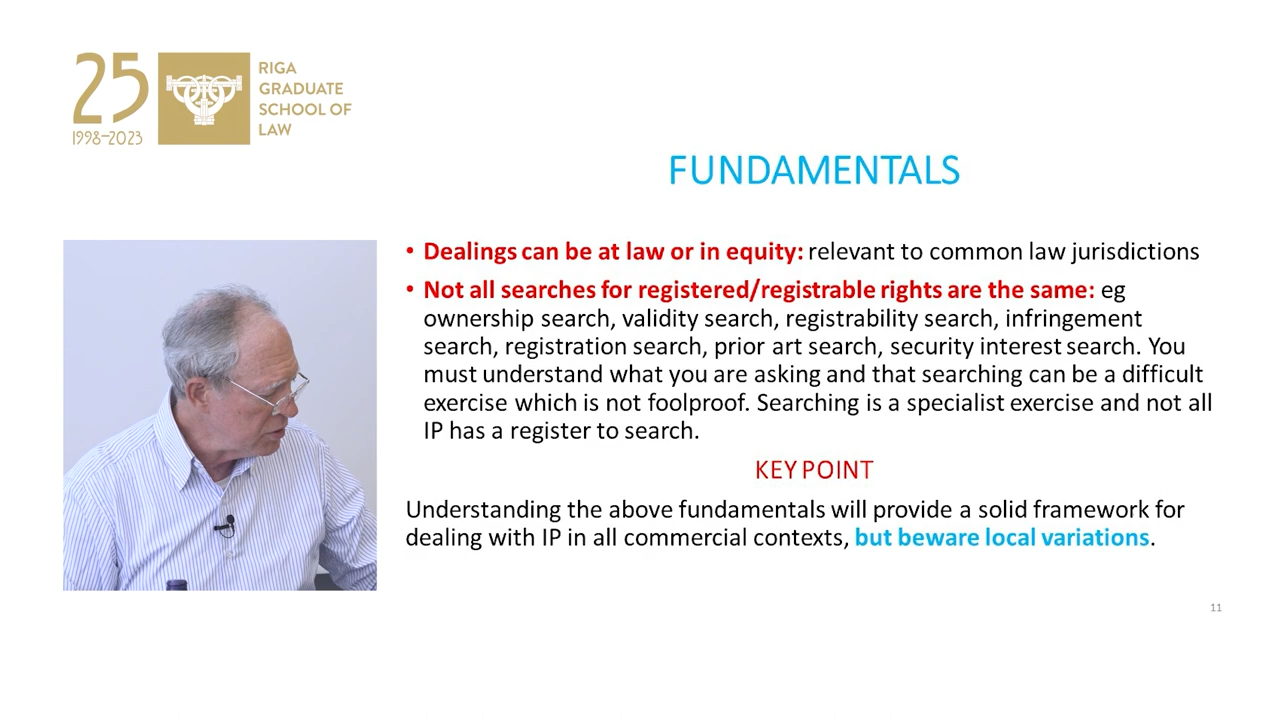 25
1998–2023
RIGA
GRADUATE
SCHOOL OF
LAW
FUNDAMENTALS
• Dealings can be at law or in equity: relevant to common law jurisdictions
• Not all searches for registered/registrable rights are the same: eg
ownership search, validity search, registrability search, infringement
search, registration search, prior art search, security interest search. You
must understand what you are asking and that searching can be a difficult
exercise which is not foolproof. Searching is a specialist exercise and not all
IP has a register to search.
KEY POINT
Understanding the above fundamentals will provide a solid framework for
dealing with IP in all commercial contexts, but beware local variations.
11